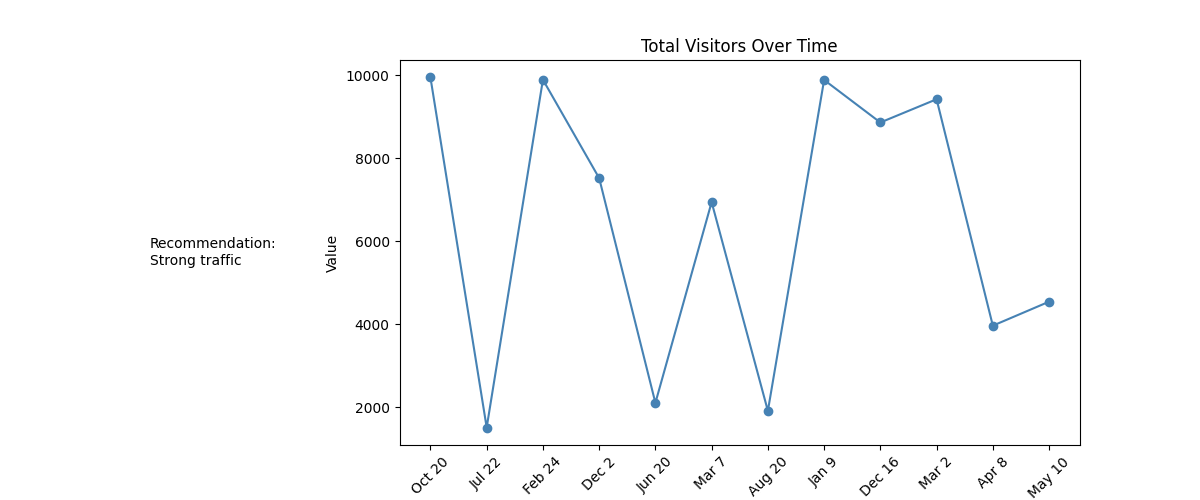 Total Visitors Over Time
Recommendation:
Strong traffic
Value
10000
8000
6000
4000
2000
Oct 20
Jul 22
Feb 24
Dec 2
Jun 20
Mar 7
Aug 20
Jan 9
Dec 16
Mar 2
Apr 8
May 10